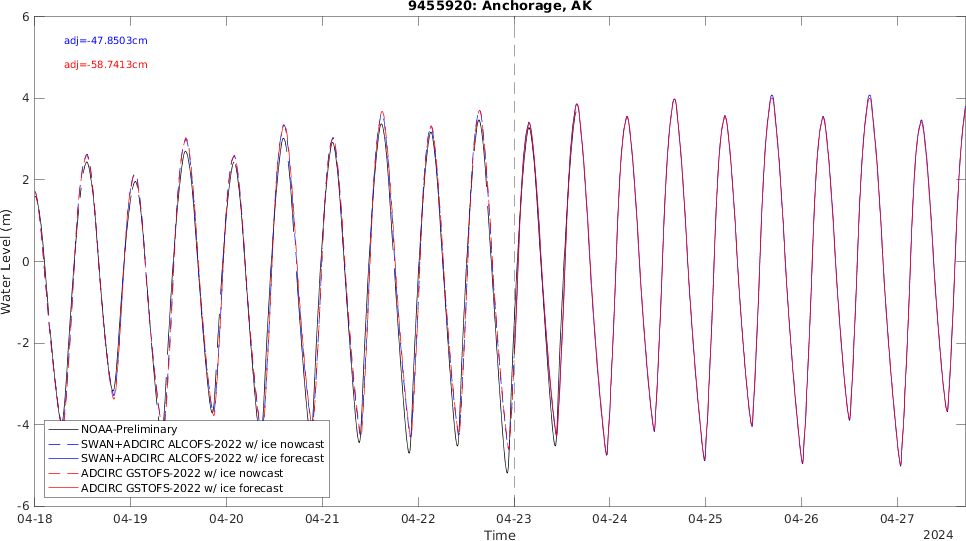 9455920: Anchorage, AK
6
adj=-47.8503cm
adj=-58.7413cm
4
2
0
-2
-4
-6
Water Level (m)
NOAA-Preliminary
SWAN+ADCIRC ALCOFS-2022 w/ ice nowcast
SWAN+ADCIRC ALCOFS-2022 w/ ice forecast
ADCIRC GSTOFS-2022 w/ ice nowcast
ADCIRC GSTOFS-2022 w/ ice forecast
04-18 04-19 04-20 04-21 04-22 04-23 04-24 04-25 04-26 04-27
Time
2024